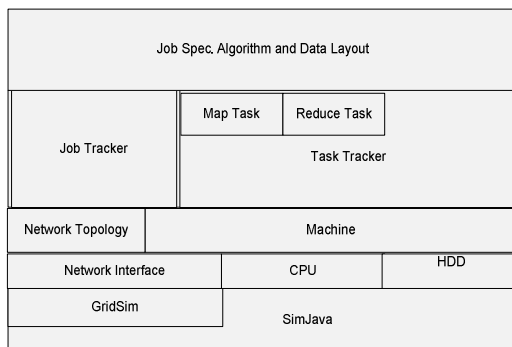 Job Spec. Algorithm and Data Layout
Map Task
Reduce Task
Job Tracker
Task Tracker
Network Topology
Machine
Network Interface
CPU
HDD
GridSim
SimJava